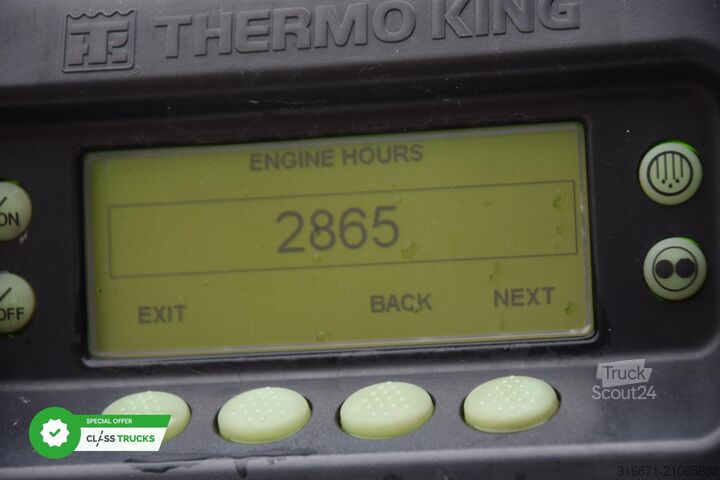 THERMO KING
ENGINE HOURS
2865
EXIT BACK NEXT
ON
OFF
Truck
Scout24
SPECIAL OFFER
CLASS TRUCKS
316871-21065832